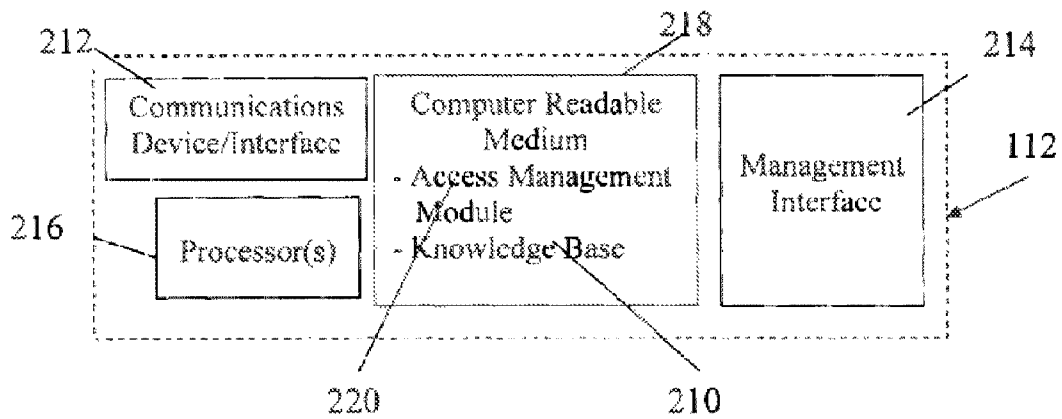 212
218
214
Communications
Device/Interface
Computer Readable
Medium
- Access Management
Module
- Knowledge Base
Management
Interface
112
216
Processor(s)
220
210